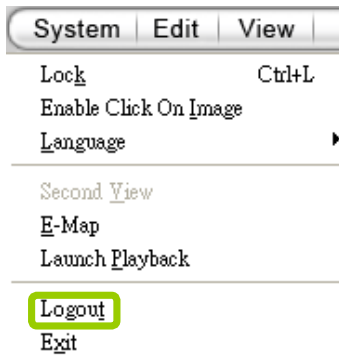 System Edit View
Lock Ctrl+L
Enable Click On Image
Language
Second View
E-Map
Launch Playback
Logout
Exit